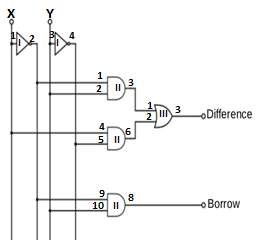 X Y
1 I 2 3 I 4
1 2 II 3
1 2 III 3 Difference
4 5 II 6
9 10 II 8 Borrow